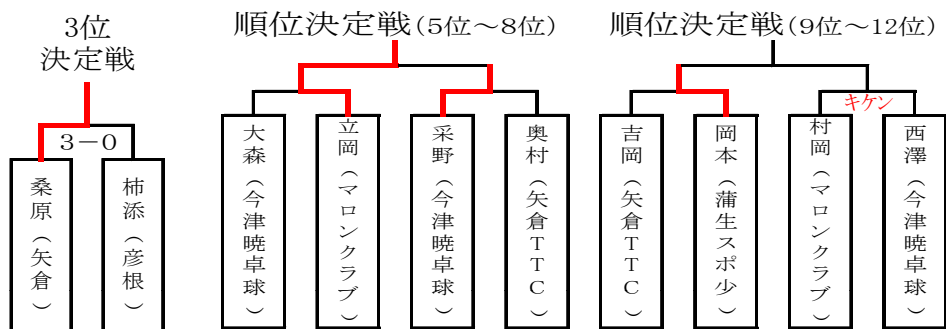 3位
決定戦
3－0
桑原（矢倉）
柿添（彦根）
順位決定戦(5位～8位)
大森（今津暁卓球）
立岡（マロンクラブ）
采野（今津暁卓球）
奥村（矢倉TTC）
順位決定戦(9位～12位)
キケン
吉岡（矢倉TTC）
岡本（蒲生スポ少）
村岡（マロンクラブ）
西澤（今津暁卓球）